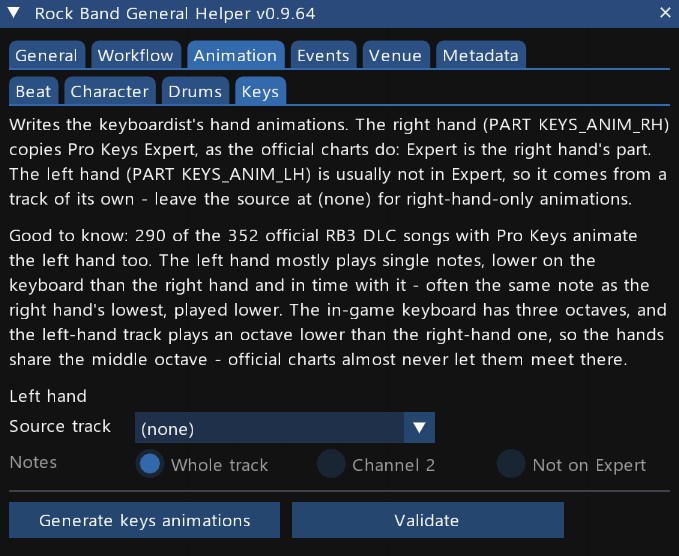 Rock Band General Helper v0.9.64
General Workflow Animation Events Venue Metadata
Beat Character Drums Keys
Writes the keyboardist's hand animations. The right hand (PART KEYS_ANIM_RH)
copies Pro Keys Expert, as the official charts do: Expert is the right hand's part.
The left hand (PART KEYS_ANIM_LH) is usually not in Expert, so it comes from a
track of its own - leave the source at (none) for right-hand-only animations.
Good to know: 290 of the 352 official RB3 DLC songs with Pro Keys animate
the left hand too. The left hand mostly plays single notes, lower on the
keyboard than the right hand and in time with it - often the same note as the
right hand's lowest, played lower. The in-game keyboard has three octaves, and
the left-hand track plays an octave lower than the right-hand one, so the hands
share the middle octave - official charts almost never let them meet there.
Left hand
Source track (none)
Notes Whole track Channel 2 Not on Expert
Generate keys animations Validate